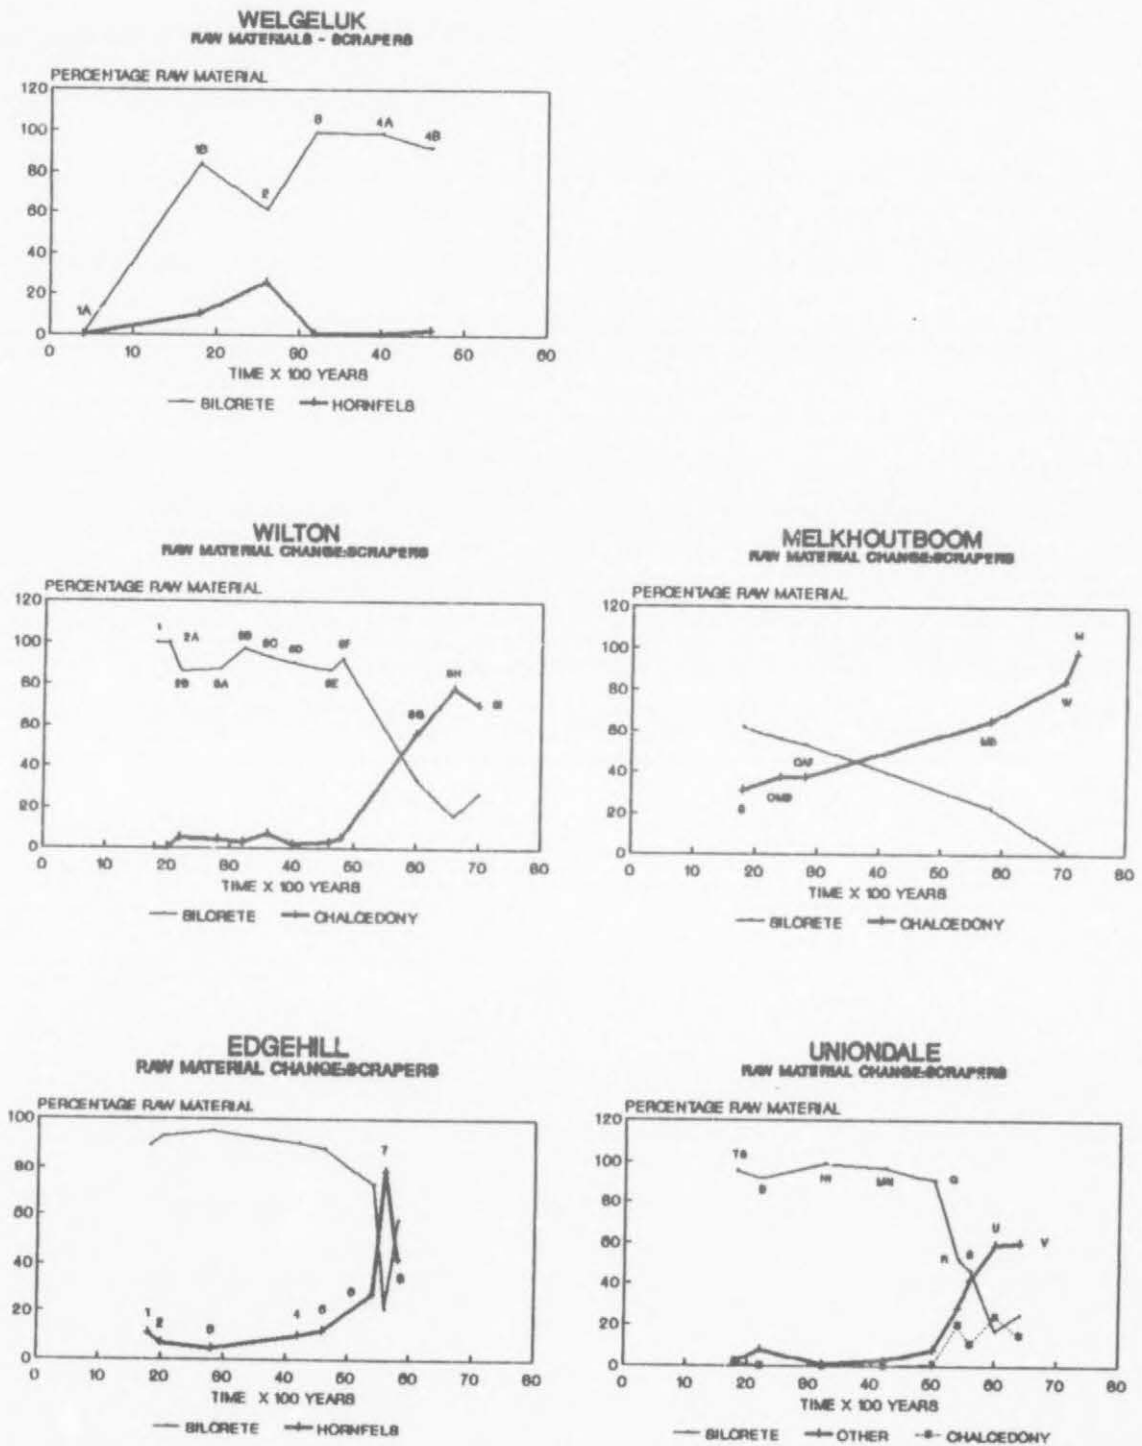 WELGELUK
RAW MATERIALS - SCRAPERS
PERCENTAGE RAW MATERIAL
120
100
80
60
40
20
0
1A
1B
2
3
4A
4B
0 10 20 30 40 50 60
TIME X 100 YEARS
SILCRETE HORNFELS
WILTON
RAW MATERIAL CHANGE:SCRAPERS
PERCENTAGE RAW MATERIAL
120
100
80
60
40
20
0
1
2A
2B
3A
3B
3C
3D
3E
3F
3G
3H
3I
0 10 20 30 40 50 60 70 80
TIME X 100 YEARS
SILCRETE CHALCEDONY
MELKHOUTBOOM
RAW MATERIAL CHANGE:SCRAPERS
PERCENTAGE RAW MATERIAL
120
100
80
60
40
20
0
S
OMB
OAF
MB
W
M
0 10 20 30 40 50 60 70 80
TIME X 100 YEARS
SILCRETE CHALCEDONY
EDGEHILL
RAW MATERIAL CHANGE:SCRAPERS
PERCENTAGE RAW MATERIAL
100
80
60
40
20
0
1
2
3
4
5
6
7
8
0 10 20 30 40 50 60 70 80
TIME X 100 YEARS
SILCRETE HORNFELS
UNIONDALE
RAW MATERIAL CHANGE:SCRAPERS
PERCENTAGE RAW MATERIAL
120
100
80
60
40
20
0
TS
MN
G
R
S
U
V
0 10 20 30 40 50 60 70 80
TIME X 100 YEARS
SILCRETE OTHER CHALCEDONY